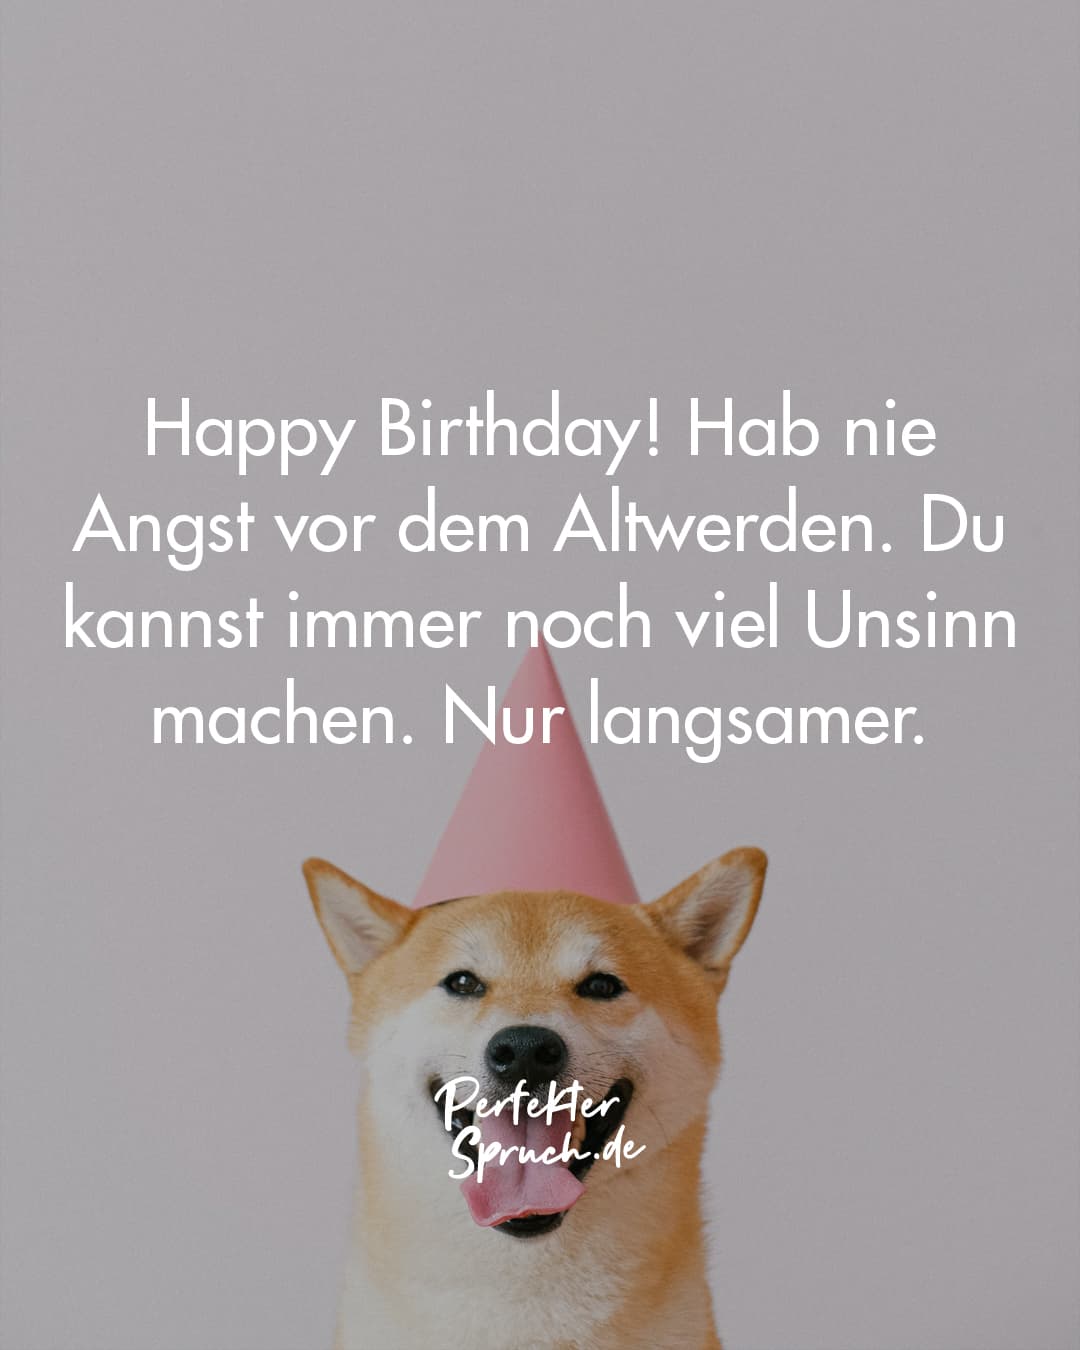 Happy Birthday! Hab nie
Angst vor dem Altwerden. Du
kannst immer noch viel Unsinn
machen. Nur langsamer.
Perfekter
Spruch.de